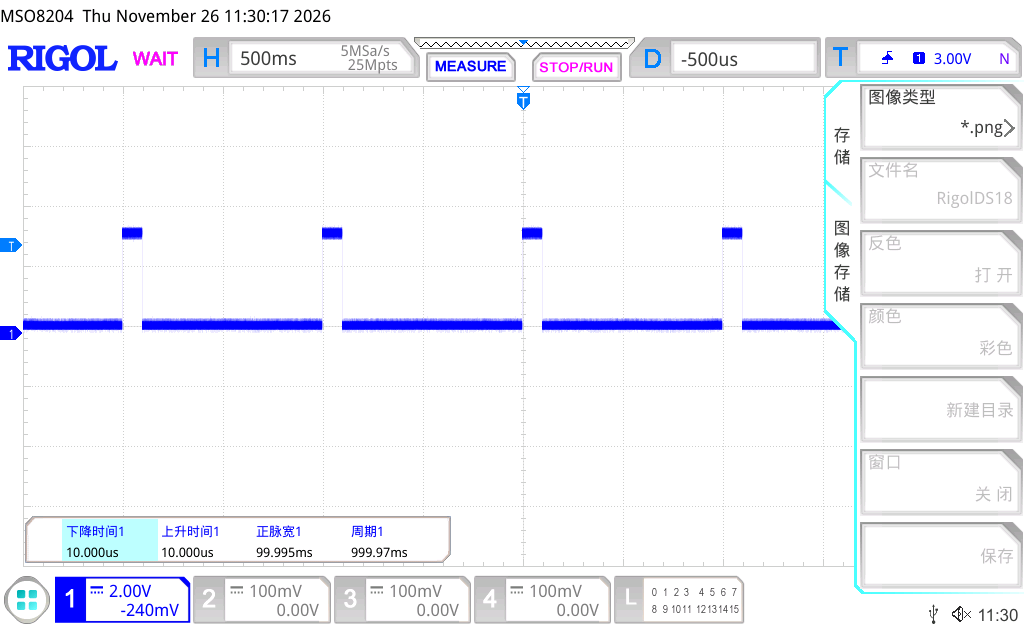 MSO8204 Thu November 26 11:30:17 2026
RIGOL WAIT H 500ms 5MSa/s 25Mpts MEASURE STOP/RUN D -500us T 1 3.00V N
T
T
1
存储
图像存储
图像类型
*.png
文件名
RigolDS18
反色
打开
颜色
彩色
新建目录
窗口
关闭
保存
下降时间1 上升时间1 正脉宽1 周期1
10.000us 10.000us 99.995ms 999.97ms
1 2.00V -240mV
2 100mV 0.00V
3 100mV 0.00V
4 100mV 0.00V
L 0 1 2 3 4 5 6 7
8 9 10 11 12 13 14 15
11:30